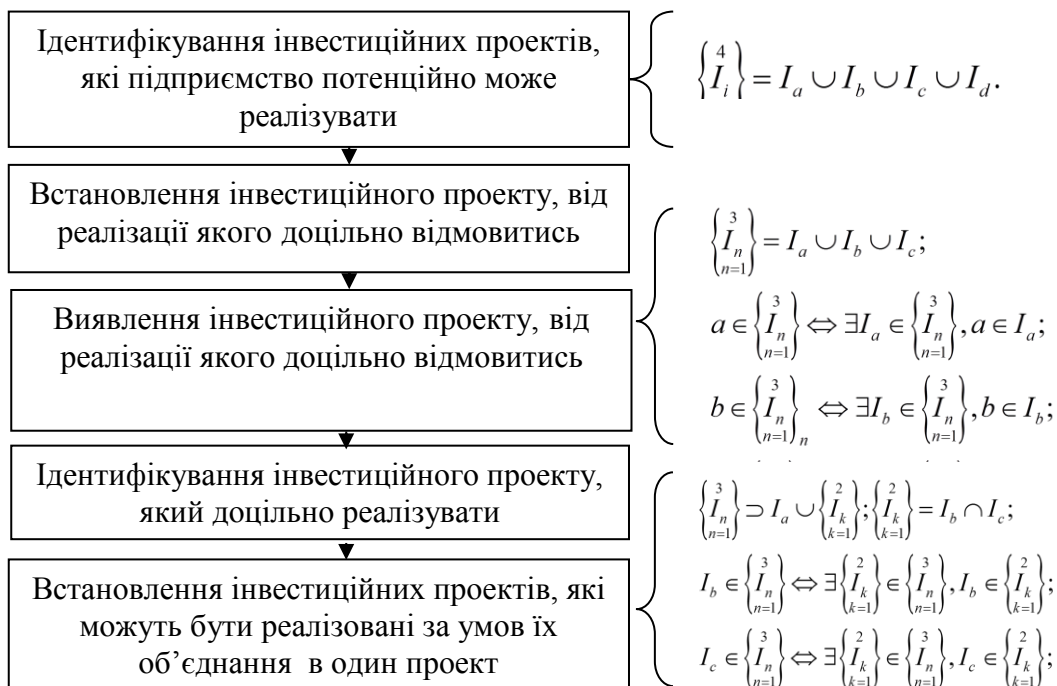 Ідентифікування інвестиційних проектів,
які підприємство потенційно може
реалізувати
{I_i^4} = I_a ∪ I_b ∪ I_c ∪ I_d.
Встановлення інвестиційного проекту, від
реалізації якого доцільно відмовитись
Виявлення інвестиційного проекту, від
реалізації якого доцільно відмовитись
{I_n^3 n=1} = I_a ∪ I_b ∪ I_c;
a ∈ {I_n^3 n=1} ⇔ ∃I_a ∈ {I_n^3 n=1}, a ∈ I_a;
b ∈ {I_n^3 n=1}_n ⇔ ∃I_b ∈ {I_n^3 n=1}, b ∈ I_b;
Ідентифікування інвестиційного проекту,
який доцільно реалізувати
Встановлення інвестиційних проектів, які
можуть бути реалізовані за умов їх
об’єднання в один проект
{I_n^3 n=1} ⊃ I_a ∪ {I_k^2 k=1}; {I_k^2 k=1} = I_b ∩ I_c;
I_b ∈ {I_n^3 n=1} ⇔ ∃{I_k^2 k=1} ∈ {I_n^3 n=1}, I_b ∈ {I_k^2 k=1};
I_c ∈ {I_n^3 n=1} ⇔ ∃{I_k^2 k=1} ∈ {I_n^3 n=1}, I_c ∈ {I_k^2 k=1};